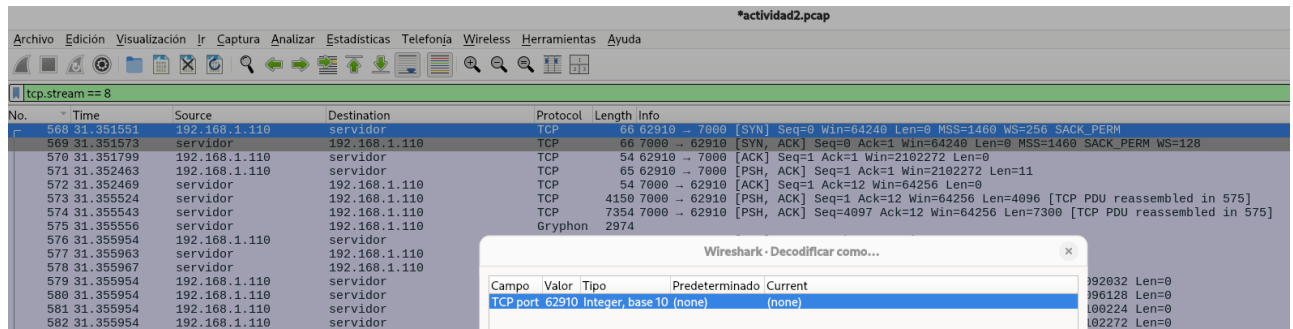 *actividad2.pcap
Archivo Edición Visualización Ir Captura Analizar Estadísticas Telefonía Wireless Herramientas Ayuda
tcp.stream == 8
No. Time Source Destination Protocol Length Info
568 31.351551 192.168.1.110 servidor TCP 66 62910 → 7000 [SYN] Seq=0 Win=64240 Len=0 MSS=1460 WS=256 SACK_PERM
569 31.351573 servidor 192.168.1.110 TCP 66 7000 → 62910 [SYN, ACK] Seq=0 Ack=1 Win=64240 Len=0 MSS=1460 SACK_PERM WS=128
570 31.351799 192.168.1.110 servidor TCP 54 62910 → 7000 [ACK] Seq=1 Ack=1 Win=2102272 Len=0
571 31.352463 192.168.1.110 servidor TCP 65 62910 → 7000 [PSH, ACK] Seq=1 Ack=1 Win=2102272 Len=11
572 31.352469 servidor 192.168.1.110 TCP 54 7000 → 62910 [ACK] Seq=1 Ack=12 Win=64256 Len=0
573 31.355524 servidor 192.168.1.110 TCP 4150 7000 → 62910 [PSH, ACK] Seq=1 Ack=12 Win=64256 Len=4096 [TCP PDU reassembled in 575]
574 31.355543 servidor 192.168.1.110 TCP 7354 7000 → 62910 [PSH, ACK] Seq=4097 Ack=12 Win=64256 Len=7300 [TCP PDU reassembled in 575]
575 31.355556 servidor 192.168.1.110 Gryphon 2974
576 31.355954 192.168.1.110 servidor
577 31.355963 servidor 192.168.1.110
578 31.355967 servidor 192.168.1.110
579 31.355954 192.168.1.110 servidor 092032 Len=0
580 31.355954 192.168.1.110 servidor 096128 Len=0
581 31.355954 192.168.1.110 servidor 100224 Len=0
582 31.355954 192.168.1.110 servidor 102272 Len=0
Wireshark · Decodificar como...
Campo Valor Tipo Predeterminado Current
TCP port 62910 Integer, base 10 (none) (none)